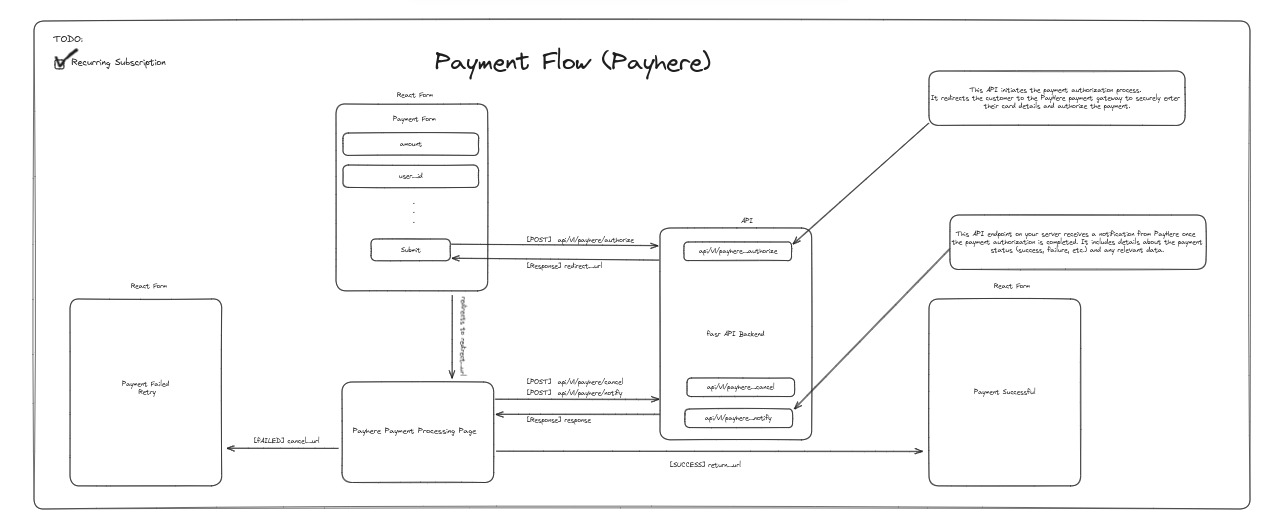 TODO:
Recurring Subscription
Payment Flow (Payhere)
React Form
Payment Form
amount
user_id
.
.
.
Submit
This API initiates the payment authorization process.
It redirects the customer to the PayHere payment gateway to securely enter
their card details and authorize the payment.
[POST] api/v1/payhere/authorize
[Response] redirect_url
API
api/v1/payhere_authorize
This API endpoint on your server receives a notification from PayHere once
the payment authorization is completed. It includes details about the payment
status (success, failure, etc.) and any relevant data.
React Form
Payment Failed
Retry
redirects to redirect_url
fasr API Backend
React Form
Payment Successful
[POST] api/v1/payhere/cancel
[POST] api/v1/payhere/notify
[Response] response
api/v1/payhere_cancel
api/v1/payhere_notify
Payhere Payment Processing Page
[FAILED] cancel_url
[SUCCESS] return_url